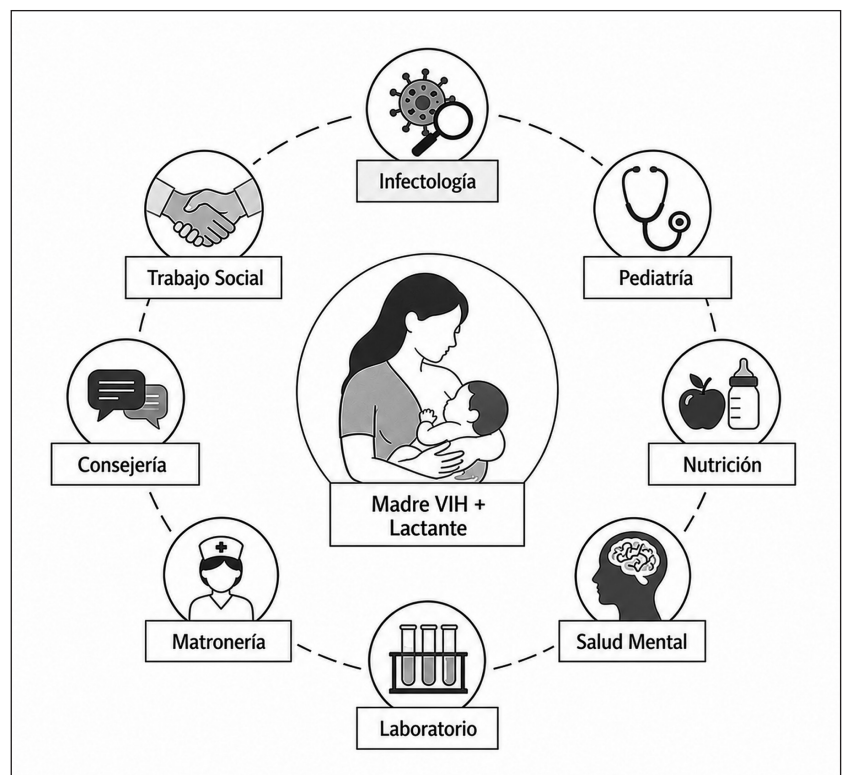 Infectología
Trabajo Social
Pediatría
Consejería
Madre VIH +
Lactante
Nutrición
Matronería
Salud Mental
Laboratorio